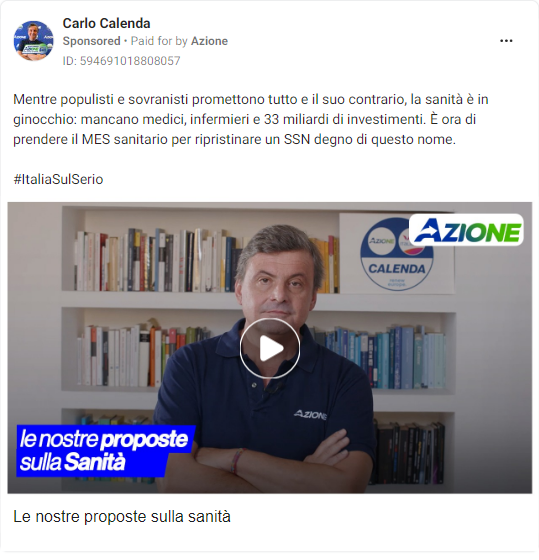 Carlo Calenda
Sponsored • Paid for by Azione
ID: 594691018808057
Mentre populisti e sovranisti promettono tutto e il suo contrario, la sanità è in
ginocchio: mancano medici, infermieri e 33 miliardi di investimenti. È ora di
prendere il MES sanitario per ripristinare un SSN degno di questo nome.
#ItaliaSulSerio
AZIONE
CALENDA
AZIONE
le nostre proposte
sulla Sanità
Le nostre proposte sulla sanità